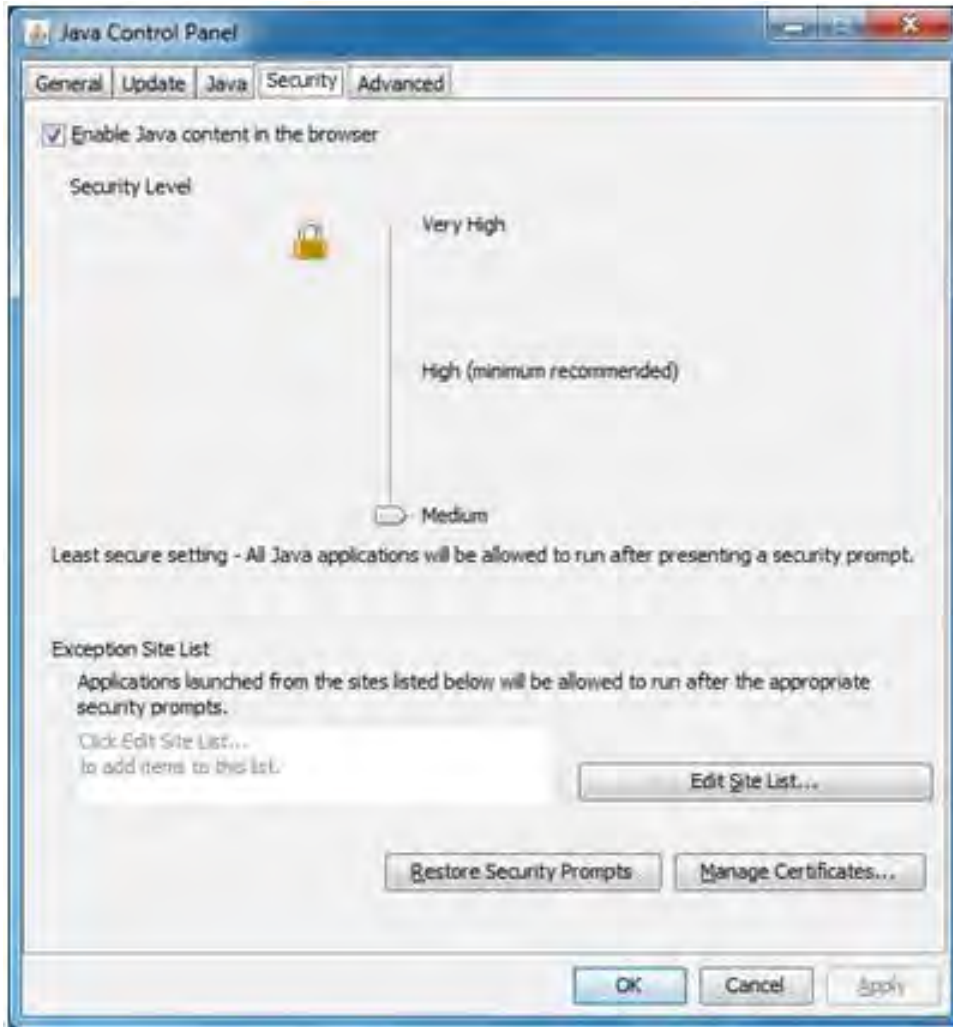 Java Control Panel
General Update Java Security Advanced
Enable Java content in the browser
Security Level
Very High
High (minimum recommended)
Medium
Least secure setting - All Java applications will be allowed to run after presenting a security prompt.
Exception Site List
Applications launched from the sites listed below will be allowed to run after the appropriate
security prompts.
Click Edit Site List...
to add items to this list.
Edit Site List...
Restore Security Prompts Manage Certificates...
OK Cancel Apply